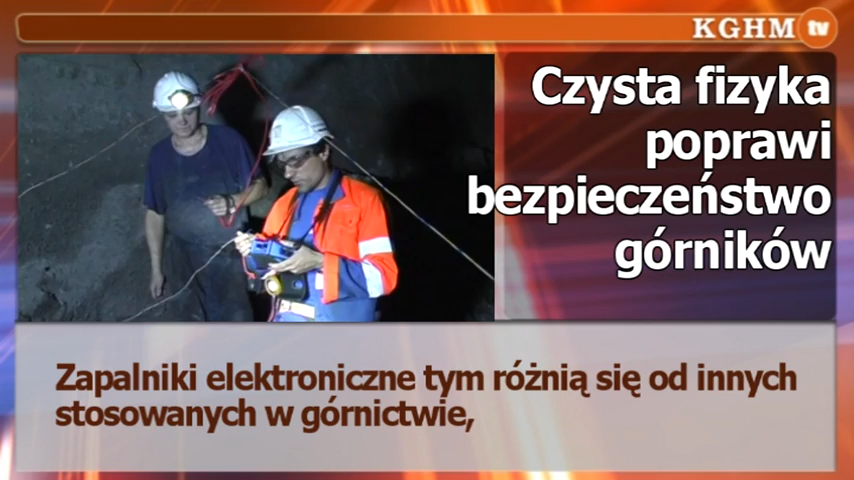 KGHM tv
Czysta fizyka
poprawi
bezpieczeństwo
górników
Zapalniki elektroniczne tym różnią się od innych
stosowanych w górnictwie,